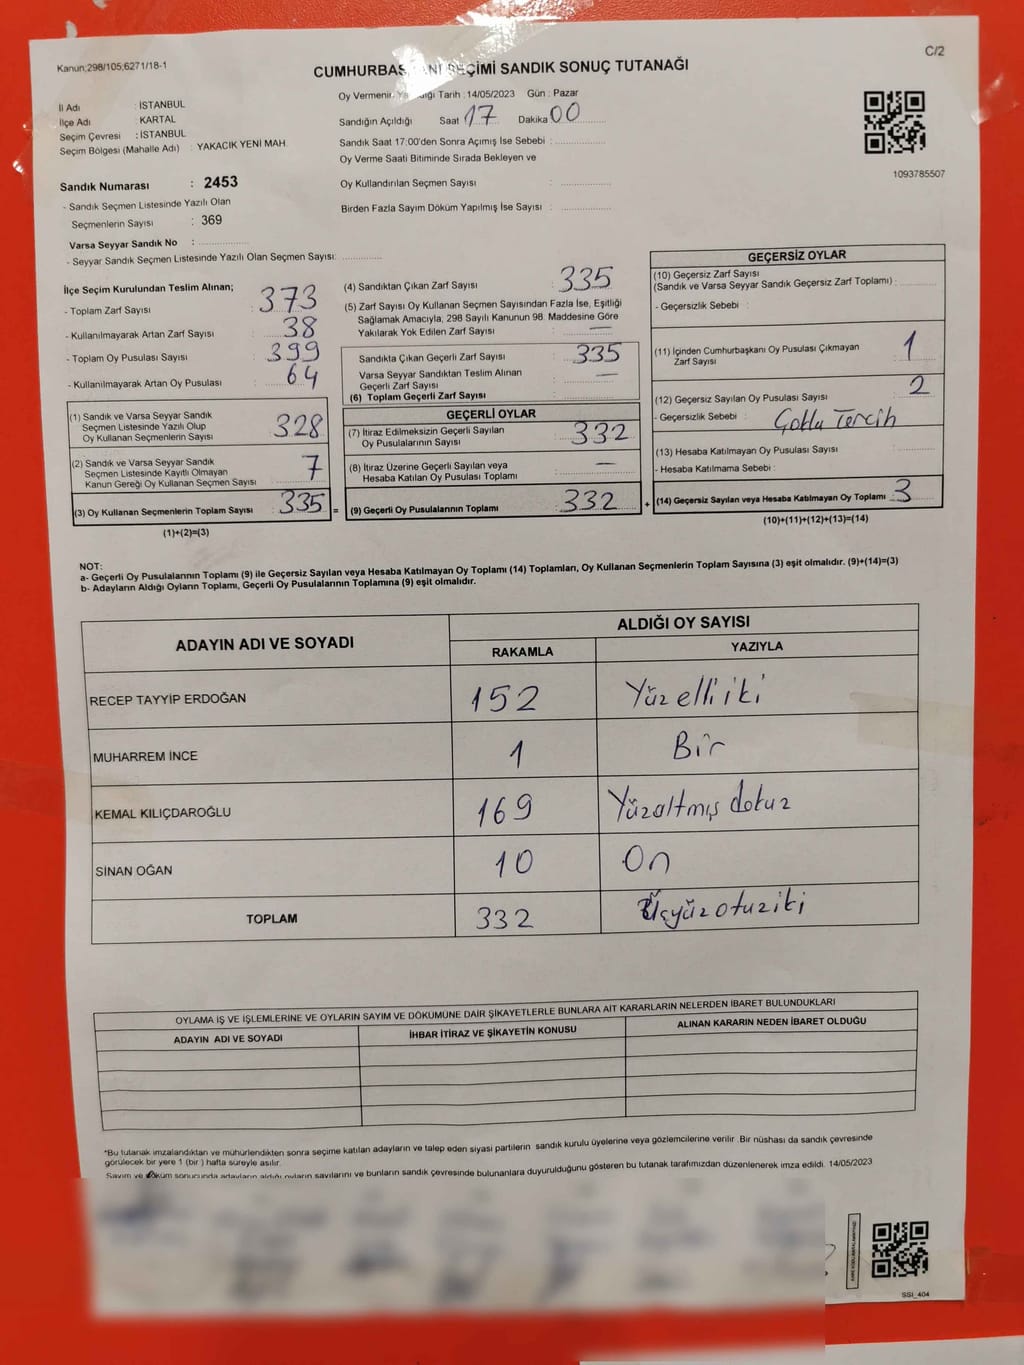 Kanun;298/105;6271/18-1
C/2
CUMHURBAŞKANI SEÇİMİ SANDIK SONUÇ TUTANAĞI
İl Adı : İSTANBUL
İlçe Adı : KARTAL
Seçim Çevresi : İSTANBUL
Seçim Bölgesi (Mahalle Adı) : YAKACIK YENİ MAH.
Oy Vermenin Yapıldığı Tarih :14/05/2023 Gün : Pazar
Sandığın Açıldığı Saat 17 Dakika 00
Sandık Saat 17:00'den Sonra Açımış İse Sebebi :
Oy Verme Saati Bitiminde Sırada Bekleyen ve
Oy Kullandırılan Seçmen Sayısı :
Birden Fazla Sayım Döküm Yapılmış İse Sayısı :
1093785507
Sandık Numarası : 2453
- Sandık Seçmen Listesinde Yazılı Olan
Seçmenlerin Sayısı : 369
Varsa Seyyar Sandık No :
- Seyyar Sandık Seçmen Listesinde Yazılı Olan Seçmen Sayısı:
İlçe Seçim Kurulundan Teslim Alınan;
- Toplam Zarf Sayısı : 373
- Kullanılmayarak Artan Zarf Sayısı : 38
- Toplam Oy Pusulası Sayısı : 399
- Kullanılmayarak Artan Oy Pusulası : 64
(1) Sandık ve Varsa Seyyar Sandık
Seçmen Listesinde Yazılı Olup
Oy Kullanan Seçmenlerin Sayısı : 328
(2) Sandık ve Varsa Seyyar Sandık
Seçmen Listesinde Kayıtlı Olmayan
Kanun Gereği Oy Kullanan Seçmen Sayısı : 7
(3) Oy Kullanan Seçmenlerin Toplam Sayısı : 335 =
(1)+(2)=(3)
(4) Sandıktan Çıkan Zarf Sayısı : 335
(5) Zarf Sayısı Oy Kullanan Seçmen Sayısından Fazla İse, Eşitliği
Sağlamak Amacıyla; 298 Sayılı Kanunun 98. Maddesine Göre
Yakılarak Yok Edilen Zarf Sayısı : —
Sandıkta Çıkan Geçerli Zarf Sayısı : 335
Varsa Seyyar Sandıktan Teslim Alınan
Geçerli Zarf Sayısı : —
(6) Toplam Geçerli Zarf Sayısı :
GEÇERLİ OYLAR
(7) İtiraz Edilmeksizin Geçerli Sayılan
Oy Pusulalarının Sayısı : 332
(8) İtiraz Üzerine Geçerli Sayılan veya
Hesaba Katılan Oy Pusulası Toplamı : —
(9) Geçerli Oy Pusulalarının Toplamı : 332 +
GEÇERSİZ OYLAR
(10) Geçersiz Zarf Sayısı
(Sandık ve Varsa Seyyar Sandık Geçersiz Zarf Toplamı) :
- Geçersizlik Sebebi :
(11) İçinden Cumhurbaşkanı Oy Pusulası Çıkmayan
Zarf Sayısı : 1
(12) Geçersiz Sayılan Oy Pusulası Sayısı : 2
- Geçersizlik Sebebi : Çoklu Tercih
(13) Hesaba Katılmayan Oy Pusulası Sayısı :
- Hesaba Katılmama Sebebi :
(14) Geçersiz Sayılan veya Hesaba Katılmayan Oy Toplamı : 3
(10)+(11)+(12)+(13)=(14)
NOT:
a- Geçerli Oy Pusulalarının Toplamı (9) ile Geçersiz Sayılan veya Hesaba Katılmayan Oy Toplamı (14) Toplamları, Oy Kullanan Seçmenlerin Toplam Sayısına (3) eşit olmalıdır. (9)+(14)=(3)
b- Adayların Aldığı Oyların Toplamı, Geçerli Oy Pusulalarının Toplamına (9) eşit olmalıdır.
ADAYIN ADI VE SOYADI
ALDIĞI OY SAYISI
RAKAMLA YAZIYLA
RECEP TAYYİP ERDOĞAN 152 Yüzelliiki
MUHARREM İNCE 1 Bir
KEMAL KILIÇDAROĞLU 169 Yüzaltmış dokuz
SİNAN OĞAN 10 On
TOPLAM 332 Üçyüzotuziki
OYLAMA İŞ VE İŞLEMLERİNE VE OYLARIN SAYIM VE DÖKÜMÜNE DAİR ŞİKAYETLERLE BUNLARA AİT KARARLARIN NELERDEN İBARET BULUNDUKLARI
ADAYIN ADI VE SOYADI İHBAR İTİRAZ VE ŞİKAYETİN KONUSU ALINAN KARARIN NEDEN İBARET OLDUĞU
*Bu tutanak imzalandıktan ve mühürlendikten sonra seçime katılan adayların ve talep eden siyasi partilerin sandık kurulu üyelerine veya gözlemcilerine verilir .Bir nüshası da sandık çevresinde
görülecek bir yere 1 (bir ) hafta süreyle asılır.
Sayım ve döküm sonucunda adayların aldığı oyların sayılarını ve bunların sandık çevresinde bulunanlara duyurulduğunu gösteren bu tutanak tarafımızdan düzenlenerek imza edildi. 14/05/2023
SSI_404